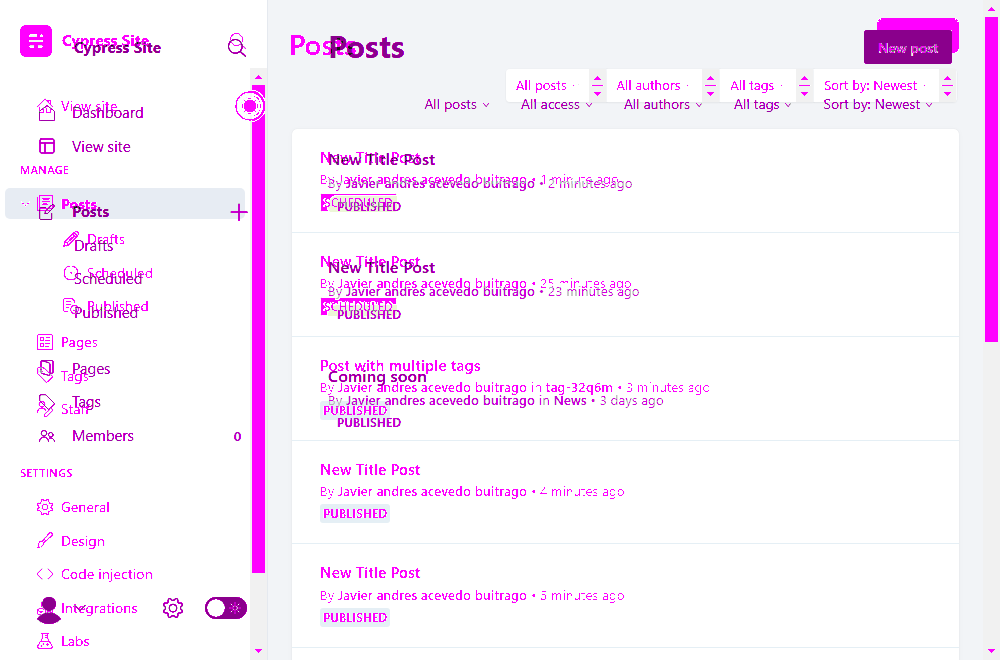 Cypress Site
Cypress Site
Posts
Posts
New post
All posts
All authors
All tags
Sort by: Newest
All posts
All access
All authors
All tags
Sort by: Newest
View site
Dashboard
View site
MANAGE
Posts
Posts
Drafts
Drafts
Scheduled
Scheduled
Published
Published
Pages
Pages
Tags
Tags
Staff
Members 0
SETTINGS
General
Design
Code injection
Integrations
Labs
New Title Post
New Title Post
By Javier andres acevedo buitrago • 1 minute ago
By Javier andres acevedo buitrago • 2 minutes ago
SCHEDULED
PUBLISHED
New Title Post
New Title Post
By Javier andres acevedo buitrago • 25 minutes ago
By Javier andres acevedo buitrago • 23 minutes ago
SCHEDULED
PUBLISHED
Post with multiple tags
Coming soon
By Javier andres acevedo buitrago in tag-32q6m • 3 minutes ago
By Javier andres acevedo buitrago in News • 3 days ago
PUBLISHED
PUBLISHED
New Title Post
By Javier andres acevedo buitrago • 4 minutes ago
PUBLISHED
New Title Post
By Javier andres acevedo buitrago • 5 minutes ago
PUBLISHED